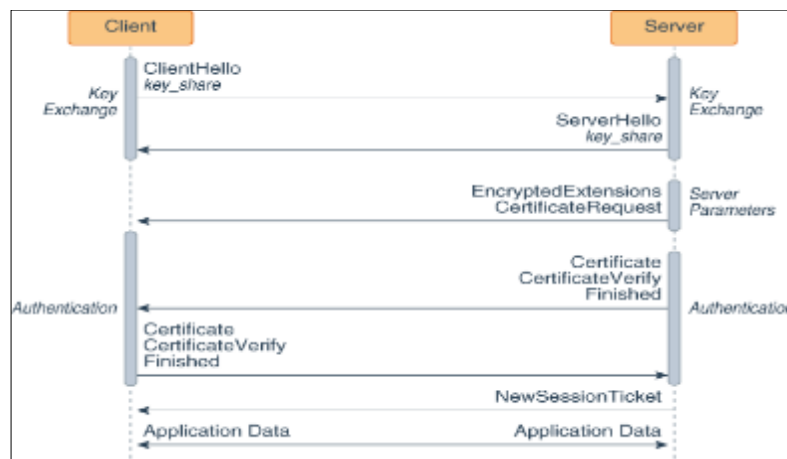 Client
Server
ClientHello
key_share
Key
Exchange
Key
Exchange
ServerHello
key_share
EncryptedExtensions
CertificateRequest
Server
Parameters
Certificate
CertificateVerify
Finished
Authentication
Authentication
Certificate
CertificateVerify
Finished
NewSessionTicket
Application Data
Application Data